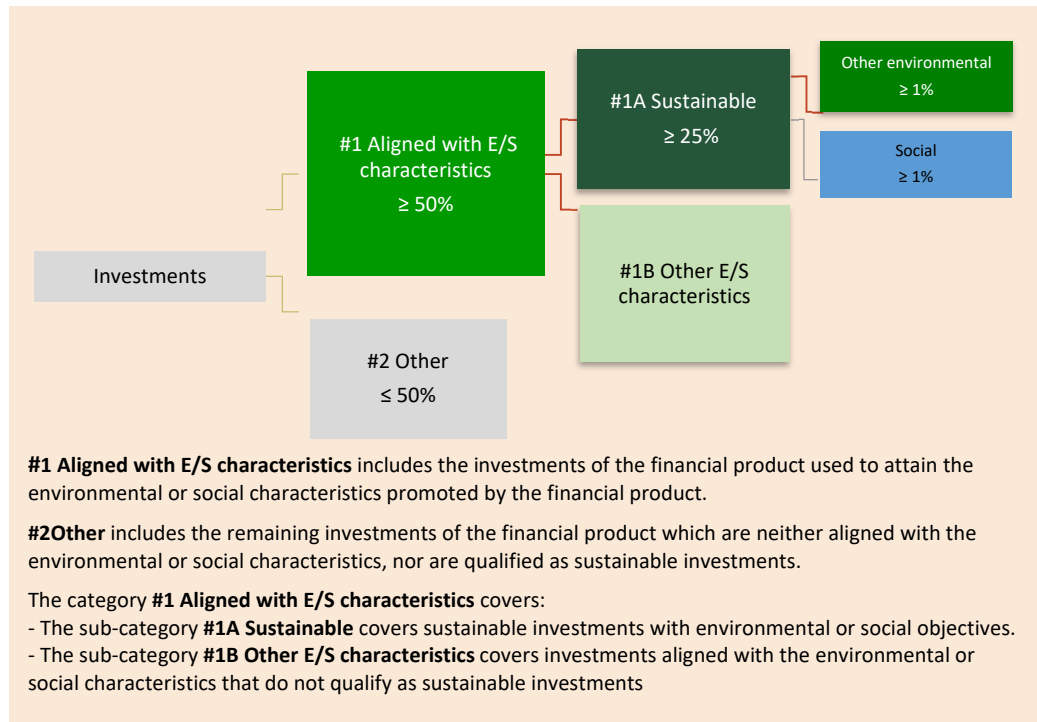 Investments
#1 Aligned with E/S
characteristics
≥ 50%
#2 Other
≤ 50%
#1A Sustainable
≥ 25%
#1B Other E/S
characteristics
Other environmental
≥ 1%
Social
≥ 1%
#1 Aligned with E/S characteristics includes the investments of the financial product used to attain the
environmental or social characteristics promoted by the financial product.
#2Other includes the remaining investments of the financial product which are neither aligned with the
environmental or social characteristics, nor are qualified as sustainable investments.
The category #1 Aligned with E/S characteristics covers:
- The sub-category #1A Sustainable covers sustainable investments with environmental or social objectives.
- The sub-category #1B Other E/S characteristics covers investments aligned with the environmental or
social characteristics that do not qualify as sustainable investments